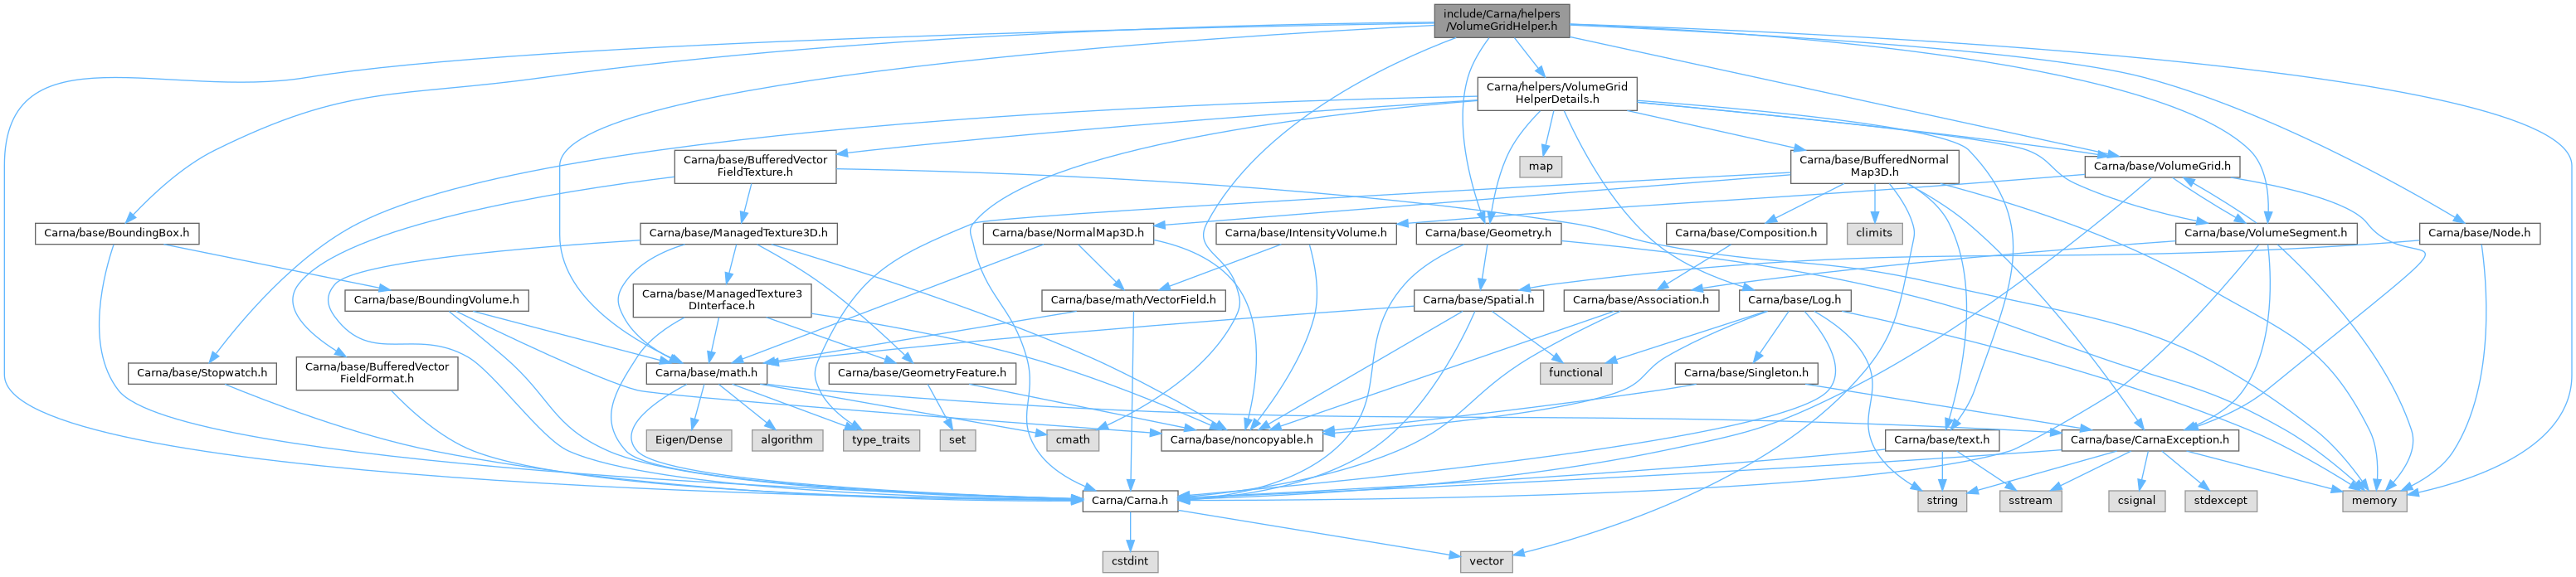 include/Carna/helpers
/VolumeGridHelper.h
Carna/helpers/VolumeGrid
HelperDetails.h
Carna/base/BufferedVector
FieldTexture.h
map
Carna/base/BufferedNormal
Map3D.h
Carna/base/VolumeGrid.h
Carna/base/BoundingBox.h
Carna/base/ManagedTexture3D.h
Carna/base/NormalMap3D.h
Carna/base/IntensityVolume.h
Carna/base/Geometry.h
Carna/base/Composition.h
climits
Carna/base/VolumeSegment.h
Carna/base/Node.h
Carna/base/BoundingVolume.h
Carna/base/ManagedTexture3
DInterface.h
Carna/base/math/VectorField.h
Carna/base/Spatial.h
Carna/base/Association.h
Carna/base/Log.h
Carna/base/Stopwatch.h
Carna/base/BufferedVector
FieldFormat.h
Carna/base/math.h
Carna/base/GeometryFeature.h
functional
Carna/base/Singleton.h
Eigen/Dense
algorithm
type_traits
set
cmath
Carna/base/noncopyable.h
Carna/base/text.h
Carna/base/CarnaException.h
Carna/Carna.h
string
sstream
csignal
stdexcept
memory
cstdint
vector